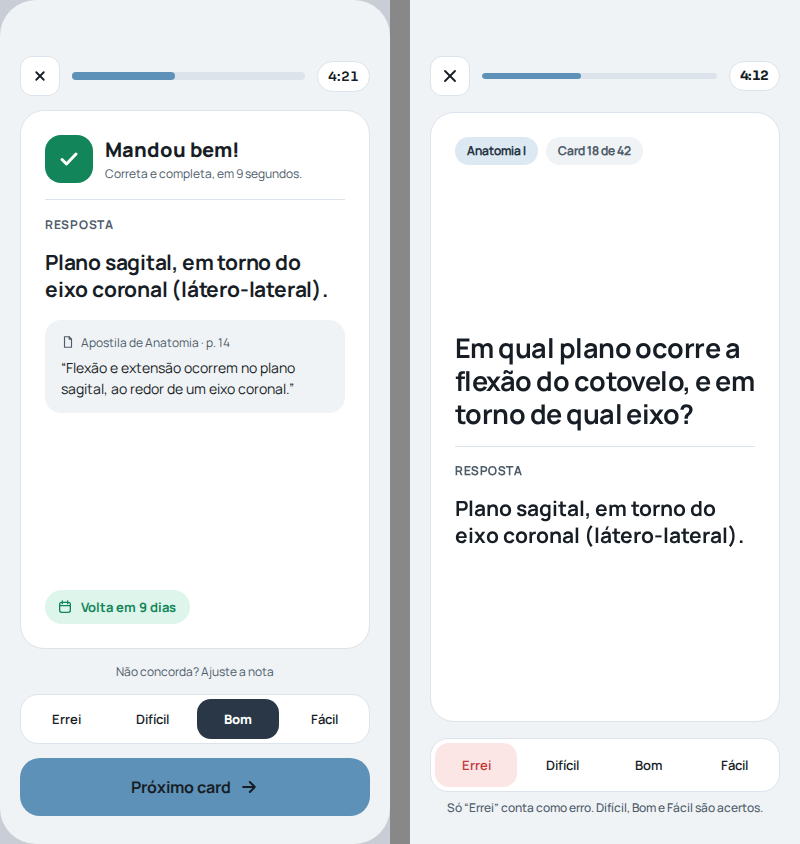 4:21
Mandou bem!
Correta e completa, em 9 segundos.
RESPOSTA
Plano sagital, em torno do
eixo coronal (látero-lateral).
Apostila de Anatomia · p. 14
“Flexão e extensão ocorrem no plano
sagital, ao redor de um eixo coronal.”
Volta em 9 dias
Não concorda? Ajuste a nota
Errei Difícil Bom Fácil
Próximo card
4:12
Anatomia I Card 18 de 42
Em qual plano ocorre a
flexão do cotovelo, e em
torno de qual eixo?
RESPOSTA
Plano sagital, em torno do
eixo coronal (látero-lateral).
Errei Difícil Bom Fácil
Só “Errei” conta como erro. Difícil, Bom e Fácil são acertos.